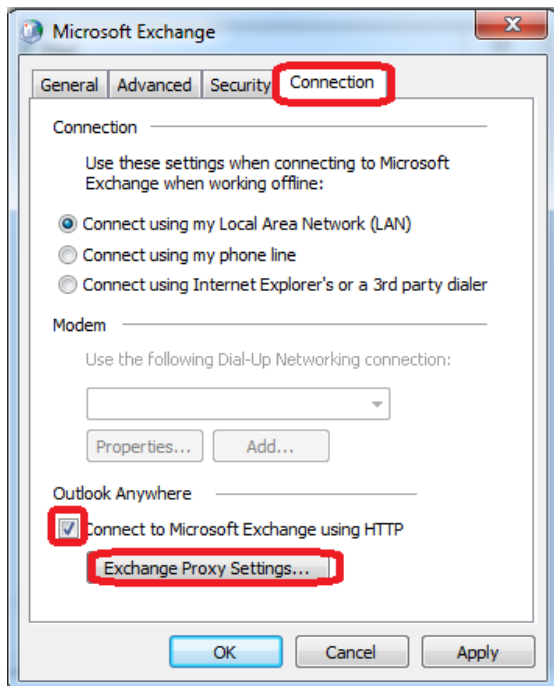 Microsoft Exchange
General Advanced Security Connection
Connection
Use these settings when connecting to Microsoft
Exchange when working offline:
Connect using my Local Area Network (LAN)
Connect using my phone line
Connect using Internet Explorer's or a 3rd party dialer
Modem
Use the following Dial-Up Networking connection:
Properties... Add...
Outlook Anywhere
Connect to Microsoft Exchange using HTTP
Exchange Proxy Settings...
OK Cancel Apply